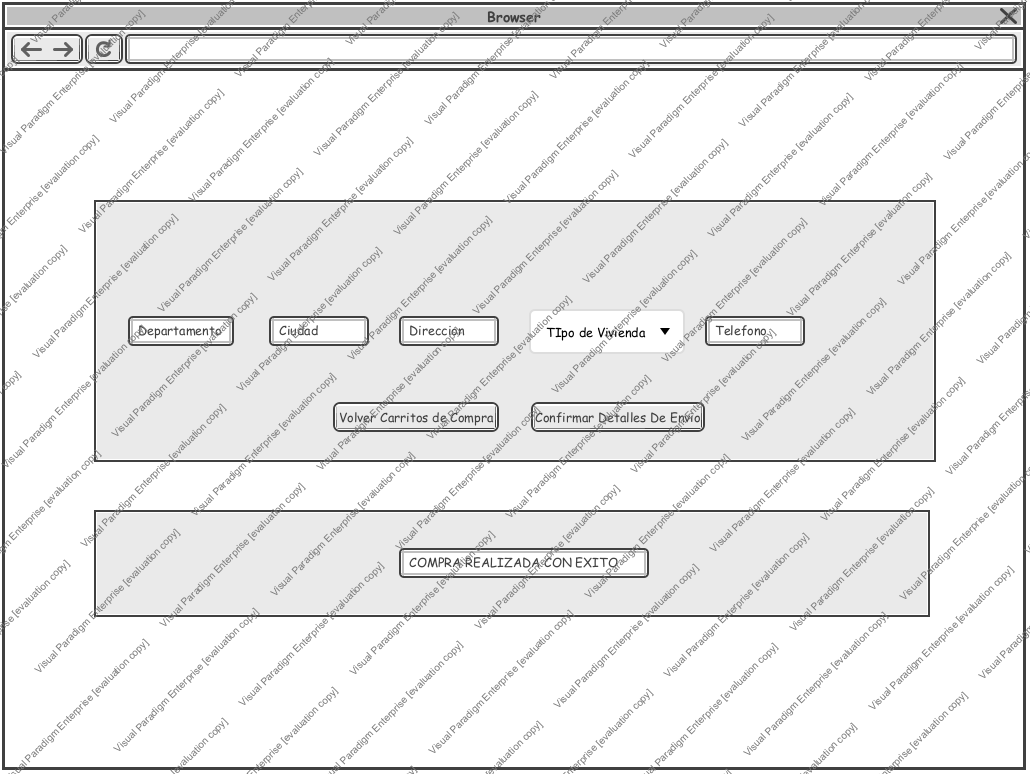 Browser
Departamento
Ciudad
Direccion
TIpo de Vivienda
Telefono
Volver Carritos de Compra
Confirmar Detalles De Envio
COMPRA REALIZADA CON EXITO
Visual Paradigm Enterprise [evaluation copy]